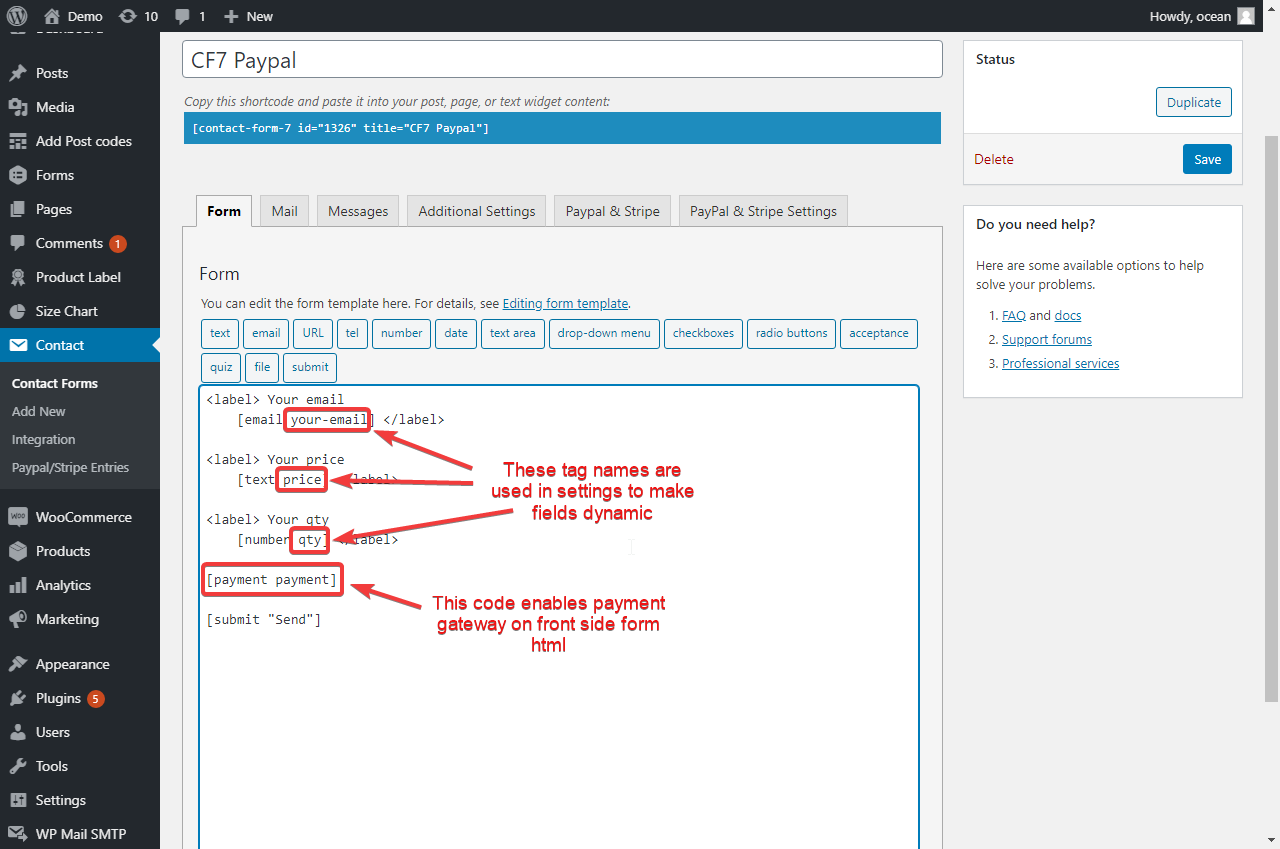 Demo 10 1 New Howdy, ocean
Dashboard
Posts
Media
Add Post codes
Forms
Pages
Comments 1
Product Label
Size Chart
Contact
Contact Forms
Add New
Integration
Paypal/Stripe Entries
WooCommerce
Products
Analytics
Marketing
Appearance
Plugins 5
Users
Tools
Settings
WP Mail SMTP
CF7 Paypal
Copy this shortcode and paste it into your post, page, or text widget content:
[contact-form-7 id="1326" title="CF7 Paypal"]
Form Mail Messages Additional Settings Paypal & Stripe PayPal & Stripe Settings
Form
You can edit the form template here. For details, see Editing form template.
text email URL tel number date text area drop-down menu checkboxes radio buttons acceptance
quiz file submit
<label> Your email
[email your-email] </label>
<label> Your price
[text price] </label>
<label> Your qty
[number qty] </label>
[payment payment]
[submit "Send"]
These tag names are
used in settings to make
fields dynamic
This code enables payment
gateway on front side form
html
Status
Duplicate
Delete Save
Do you need help?
Here are some available options to help
solve your problems.
1. FAQ and docs
2. Support forums
3. Professional services